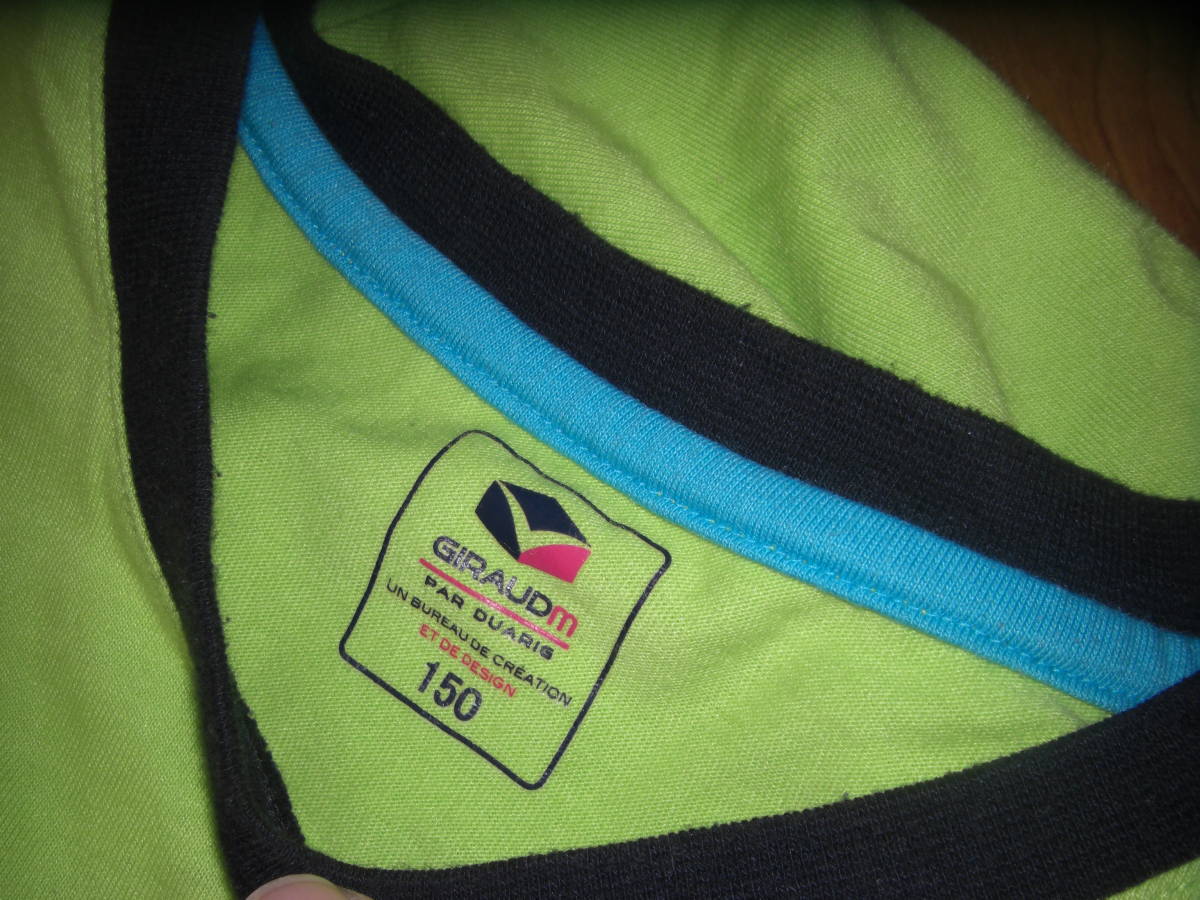 GIRAUDM
PAR DUARIG
UN BUREAU DE CRÉATION
ET DE DESIGN
150